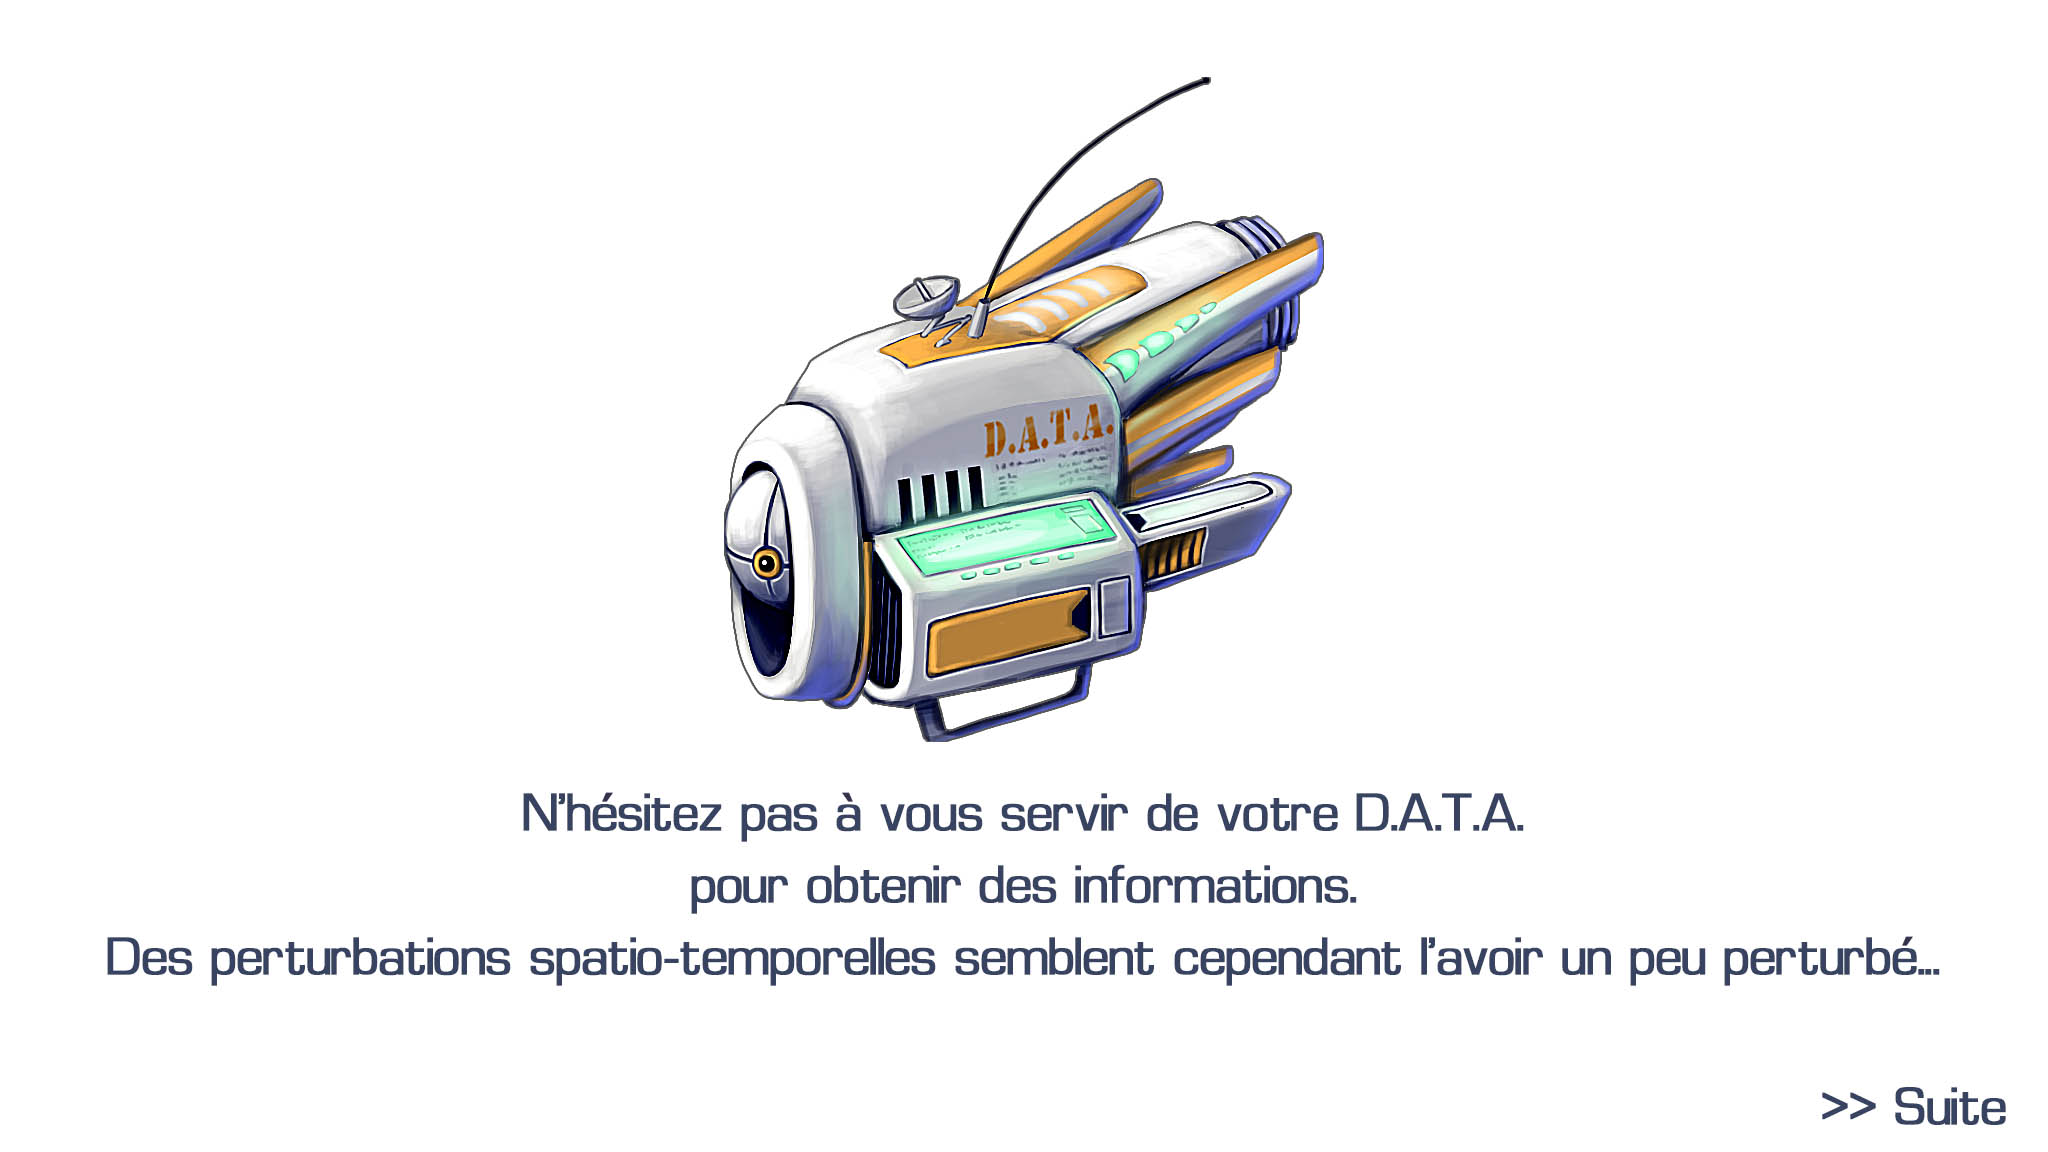 D.A.T.A.
N'hésitez pas à vous servir de votre D.A.T.A.
pour obtenir des informations.
Des perturbations spatio-temporelles semblent cependant l'avoir un peu perturbé...
>> Suite